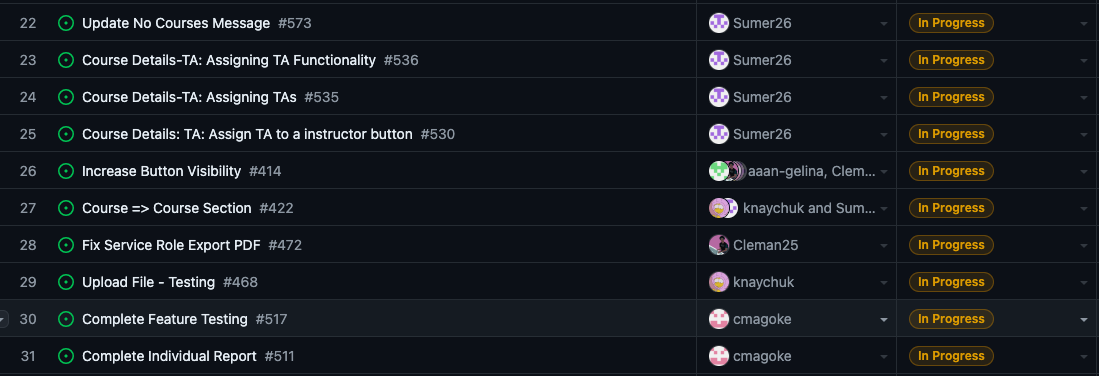 22 Update No Courses Message #573 Sumer26 In Progress
23 Course Details-TA: Assigning TA Functionality #536 Sumer26 In Progress
24 Course Details-TA: Assigning TAs #535 Sumer26 In Progress
25 Course Details: TA: Assign TA to a instructor button #530 Sumer26 In Progress
26 Increase Button Visibility #414 aaan-gelina, Clem... In Progress
27 Course => Course Section #422 knaychuk and Sum... In Progress
28 Fix Service Role Export PDF #472 Cleman25 In Progress
29 Upload File - Testing #468 knaychuk In Progress
30 Complete Feature Testing #517 cmagoke In Progress
31 Complete Individual Report #511 cmagoke In Progress